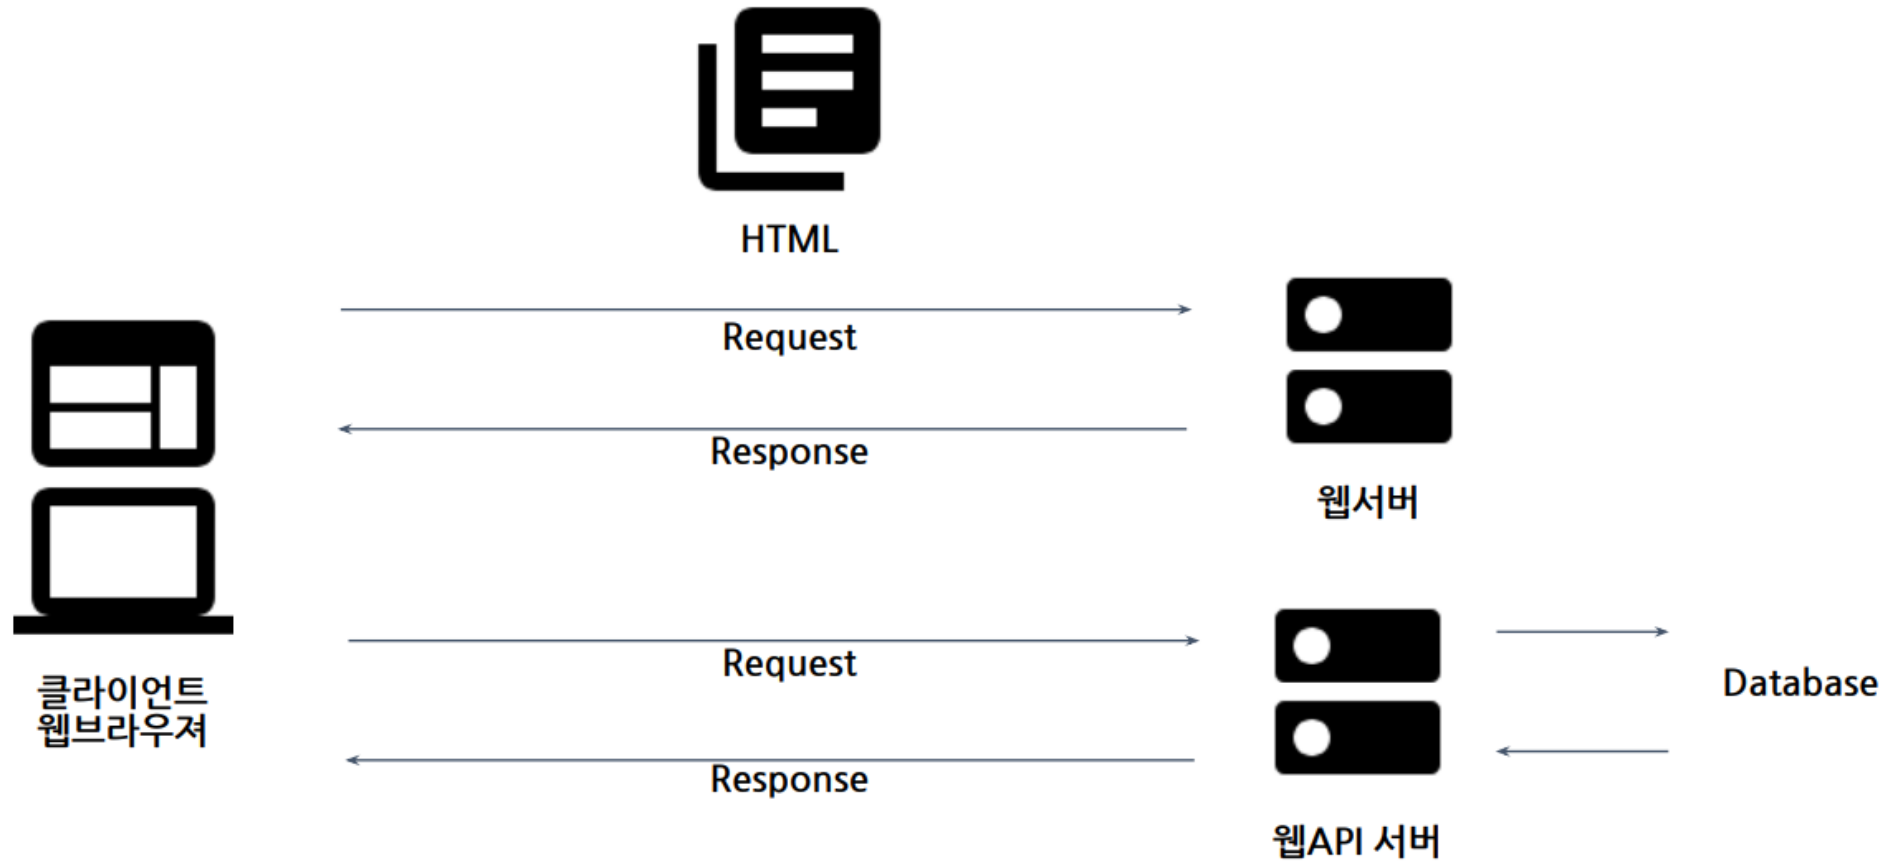 HTML
Request
Response
웹서버
클라이언트
웹브라우져
Request
Response
Database
웹API 서버